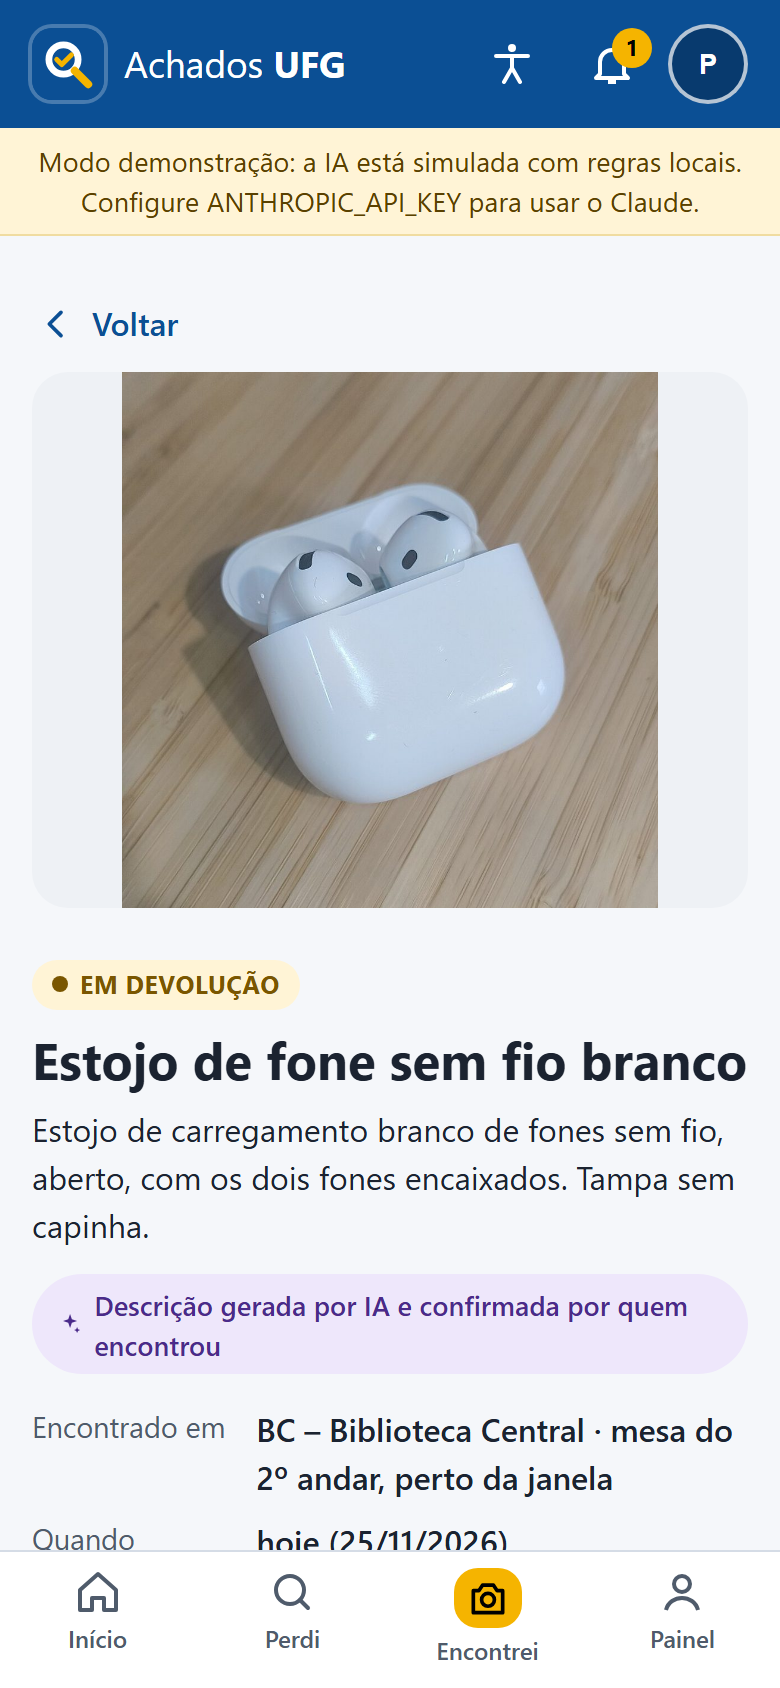 Achados UFG
1
P
Modo demonstração: a IA está simulada com regras locais.
Configure ANTHROPIC_API_KEY para usar o Claude.
Voltar
EM DEVOLUÇÃO
Estojo de fone sem fio branco
Estojo de carregamento branco de fones sem fio,
aberto, com os dois fones encaixados. Tampa sem
capinha.
Descrição gerada por IA e confirmada por quem
encontrou
Encontrado em
BC – Biblioteca Central · mesa do
2º andar, perto da janela
Quando
hoje (25/11/2026)
Início
Perdi
Encontrei
Painel